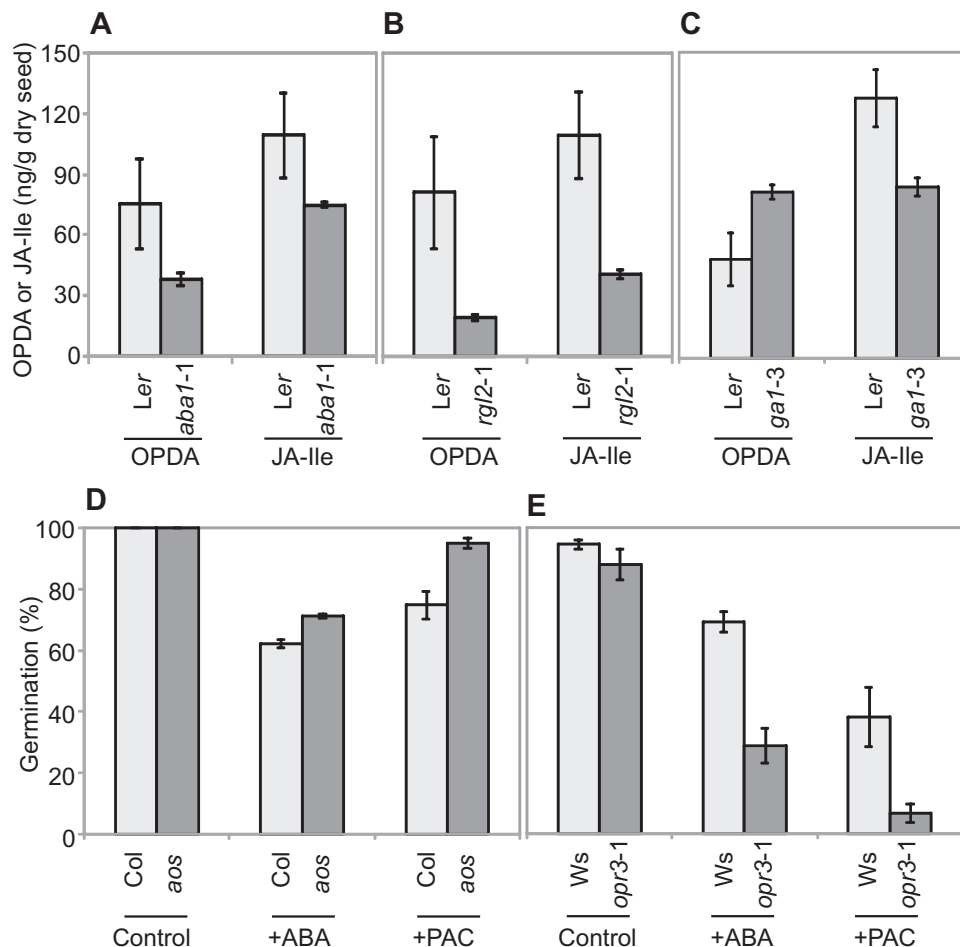 A
B
C
OPDA or JA-Ile (ng/g dry seed)
150
120
90
60
30
0
Ler
aba1-1
Ler
aba1-1
Ler
rgl2-1
Ler
rgl2-1
Ler
ga1-3
Ler
ga1-3
OPDA
JA-Ile
OPDA
JA-Ile
OPDA
JA-Ile
D
E
Germination (%)
100
80
60
40
20
0
Col
aos
Col
aos
Col
aos
Ws
opr3-1
Ws
opr3-1
Ws
opr3-1
Control
+ABA
+PAC
Control
+ABA
+PAC